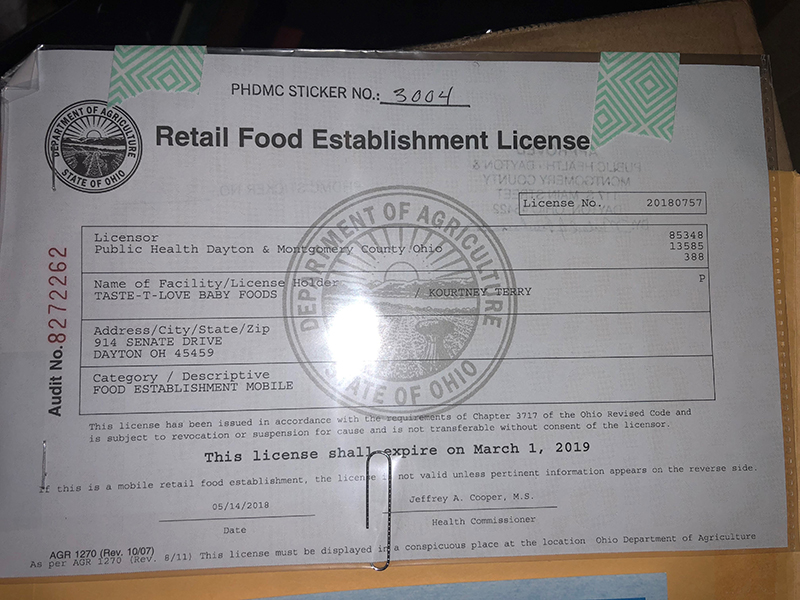 PHDMC STICKER NO.: 3004
DEPARTMENT OF AGRICULTURE
STATE OF OHIO
Retail Food Establishment License
License No. 20180757
DEPARTMENT OF AGRICULTURE
STATE OF OHIO
Audit No. 8272262
Licensor 85348
Public Health Dayton & Montgomery County Ohio 13585
388
Name of Facility/License Holder P
TASTE-T-LOVE BABY FOODS / KOURTNEY TERRY
Address/City/State/Zip
914 SENATE DRIVE
DAYTON OH 45459
Category / Descriptive
FOOD ESTABLISHMENT MOBILE
This license has been issued in accordance with the requirements of Chapter 3717 of the Ohio Revised Code and
is subject to revocation or suspension for cause and is not transferable without consent of the licensor.
This license shall expire on March 1, 2019
If this is a mobile retail food establishment, the license is not valid unless pertinent information appears on the reverse side.
05/14/2018 Jeffrey A. Cooper, M.S.
Date Health Commissioner
AGR 1270 (Rev. 10/07)
As per AGR 1270 (Rev. 8/11) This license must be displayed in a conspicuous place at the location Ohio Department of Agriculture